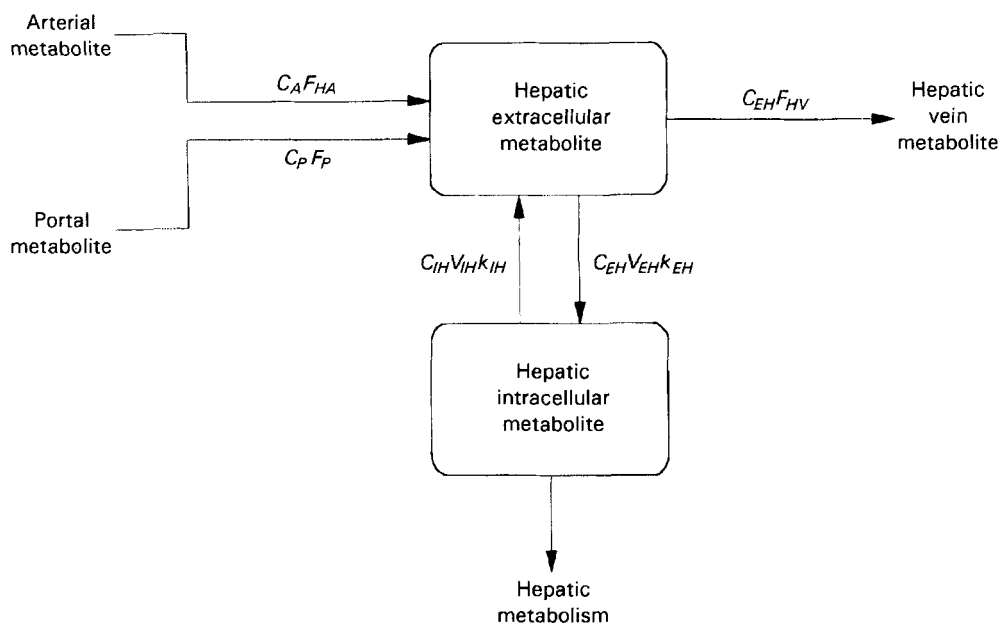 Arterial
metabolite
C_A F_HA
Hepatic
extracellular
metabolite
C_EH F_HV
Hepatic
vein
metabolite
C_P F_P
Portal
metabolite
C_IH V_IH k_IH
C_EH V_EH k_EH
Hepatic
intracellular
metabolite
Hepatic
metabolism